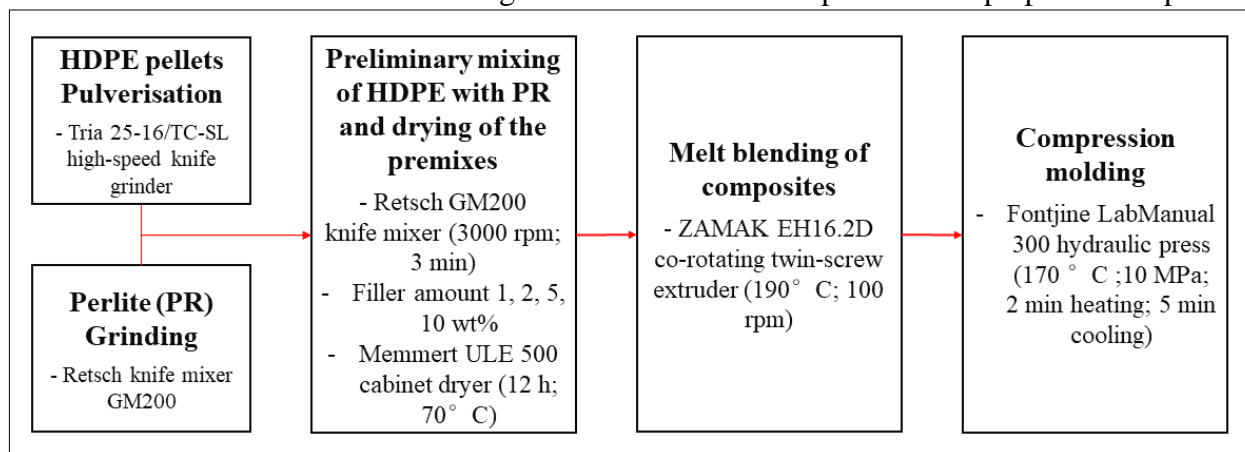 HDPE pellets
Pulverisation
- Tria 25-16/TC-SL
high-speed knife
grinder
Perlite (PR)
Grinding
- Retsch knife mixer
GM200
Preliminary mixing
of HDPE with PR
and drying of the
premixes
- Retsch GM200
knife mixer (3000 rpm;
3 min)
- Filler amount 1, 2, 5,
10 wt%
- Memmert ULE 500
cabinet dryer (12 h;
70° C)
Melt blending of
composites
- ZAMAK EH16.2D
co-rotating twin-screw
extruder (190° C; 100
rpm)
Compression
molding
- Fontjine LabManual
300 hydraulic press
(170 ° C ;10 MPa;
2 min heating; 5 min
cooling)